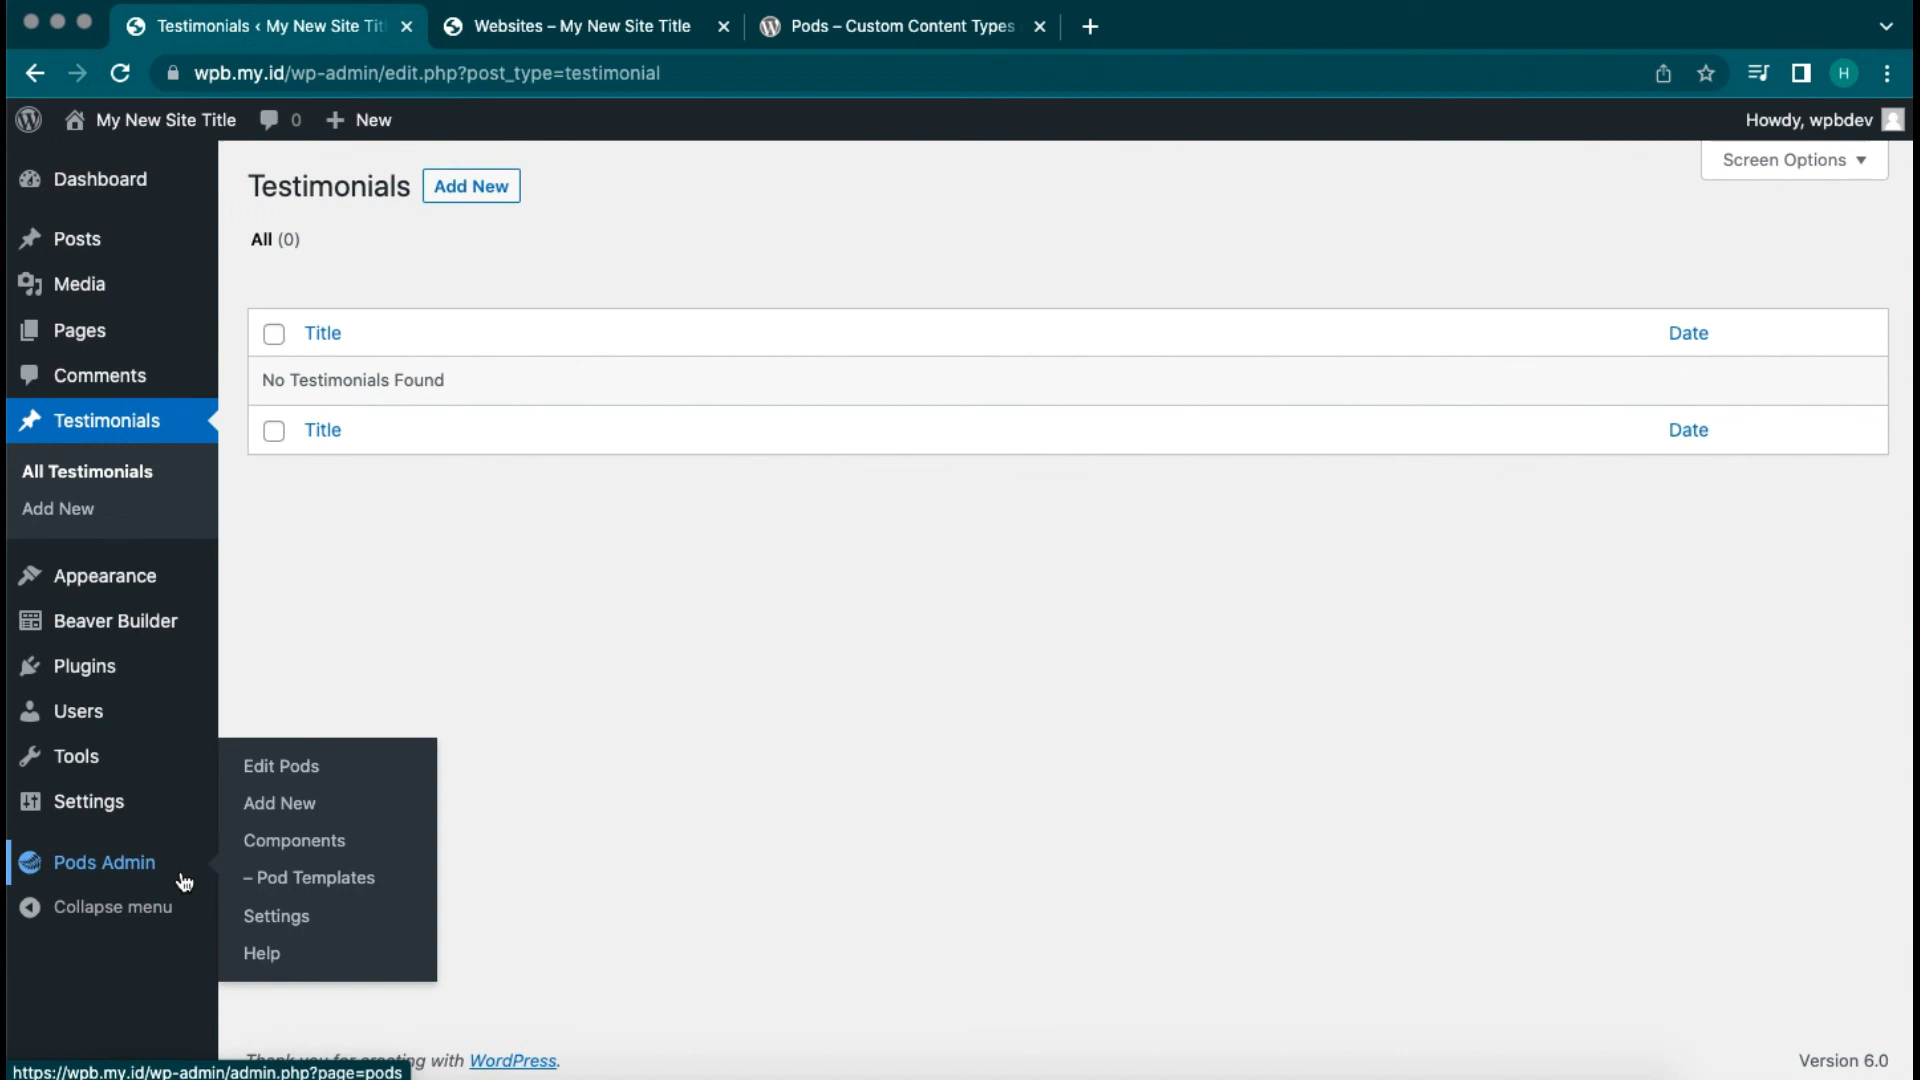 Testimonials ‹ My New Site Tit
Websites – My New Site Title
Pods – Custom Content Types
wpb.my.id/wp-admin/edit.php?post_type=testimonial
H
My New Site Title
0
New
Howdy, wpbdev
Screen Options ▼
Dashboard
Posts
Media
Pages
Comments
Testimonials
All Testimonials
Add New
Appearance
Beaver Builder
Plugins
Users
Tools
Settings
Pods Admin
Collapse menu
Testimonials
Add New
All (0)
Title
Date
No Testimonials Found
Title
Date
Edit Pods
Add New
Components
– Pod Templates
Settings
Help
Thank you for creating with WordPress.
Version 6.0
https://wpb.my.id/wp-admin/admin.php?page=pods